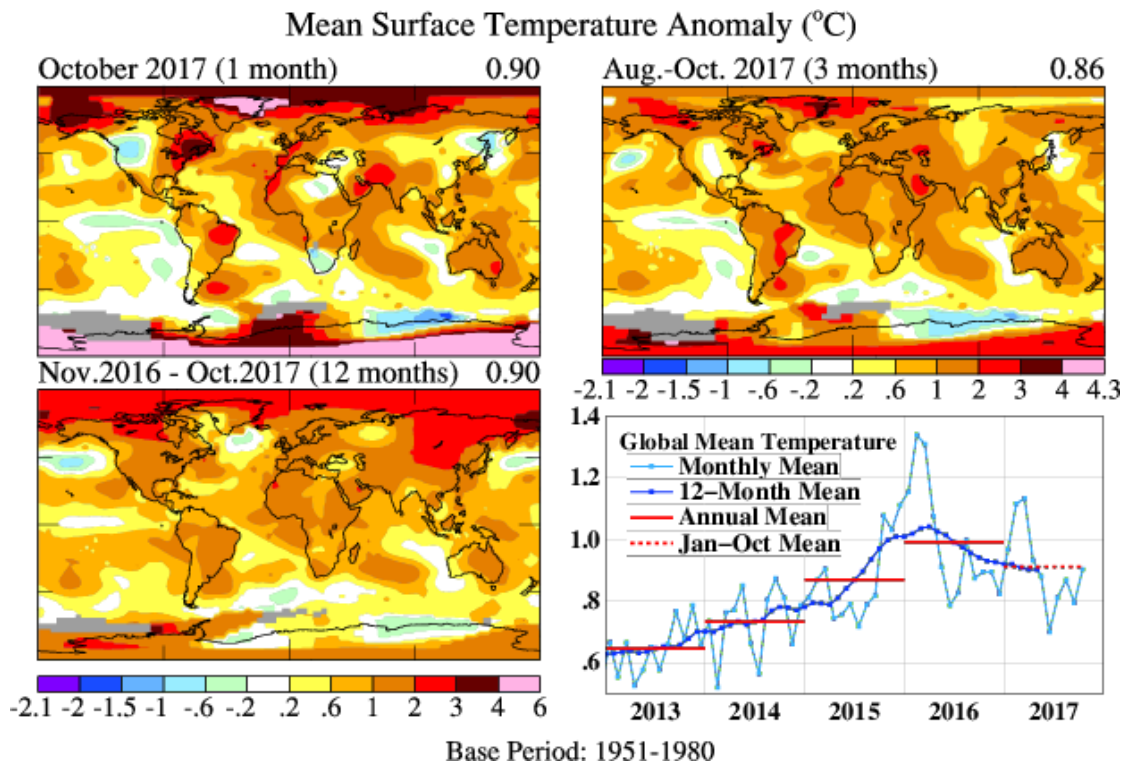 Mean Surface Temperature Anomaly (°C)
October 2017 (1 month) 0.90
Aug.-Oct. 2017 (3 months) 0.86
-2.1 -2 -1.5 -1 -.6 -.2 .2 .6 1 2 3 4 4.3
Nov.2016 - Oct.2017 (12 months) 0.90
-2.1 -2 -1.5 -1 -.6 -.2 .2 .6 1 2 3 4 6
1.4
1.2
1.0
.8
.6
Global Mean Temperature
Monthly Mean
12-Month Mean
Annual Mean
Jan-Oct Mean
2013 2014 2015 2016 2017
Base Period: 1951-1980